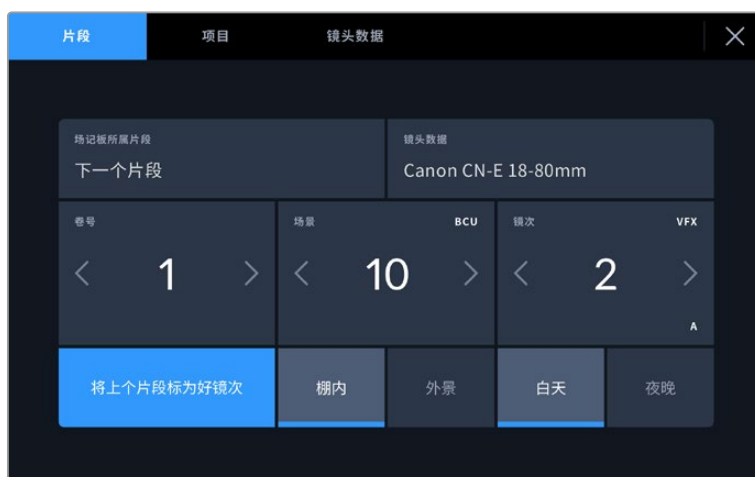 片段 项目 镜头数据
场记板所属片段 镜头数据
下一个片段 Canon CN-E 18-80mm
卷号 场景 BCU 镜次 VFX
1 10 2
A
将上个片段标为好镜次 棚内 外景 白天 夜晚